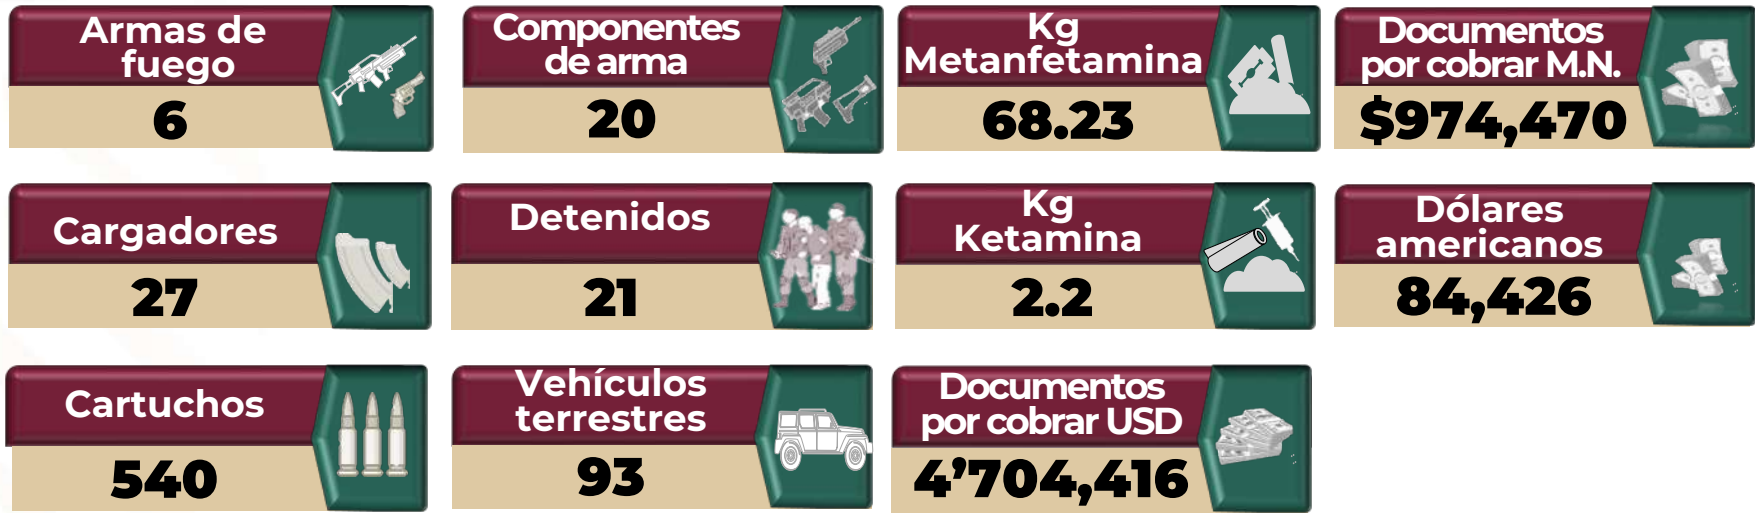 Armas de
fuego
6
Componentes
de arma
20
Kg
Metanfetamina
68.23
Documentos
por cobrar M.N.
$974,470
Cargadores
27
Detenidos
21
Kg
Ketamina
2.2
Dólares
americanos
84,426
Cartuchos
540
Vehículos
terrestres
93
Documentos
por cobrar USD
4’704,416